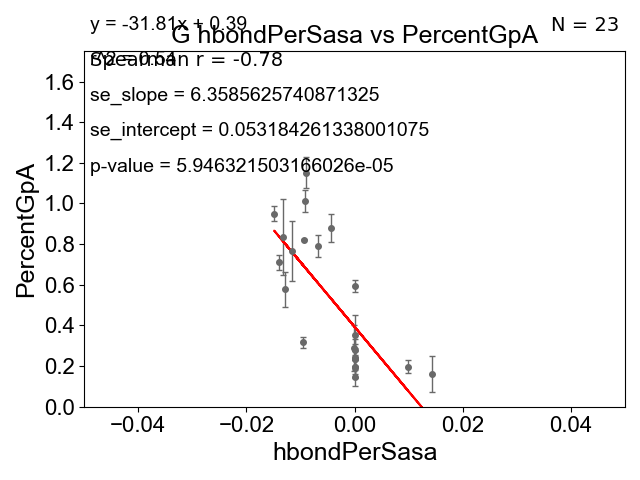 y = -31.81x + 0.39
N = 23
G hbondPerSasa vs PercentGpA
Spearman r = -0.78
se_slope = 6.3585625740871325
se_intercept = 0.053184261338001075
p-value = 5.946321503166026e-05
PercentGpA
1.6
1.4
1.2
1.0
0.8
0.6
0.4
0.2
0.0
−0.04 −0.02 0.00 0.02 0.04
hbondPerSasa